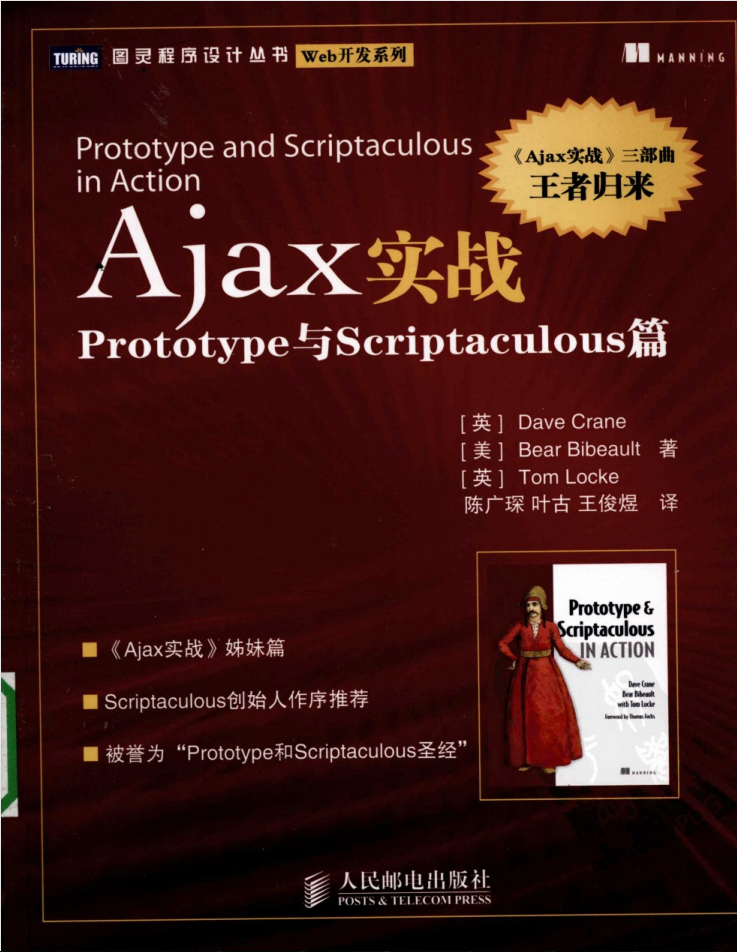 TURING 图灵程序设计丛书 Web开发系列
MANNING
Prototype and Scriptaculous
in Action
《Ajax实战》三部曲
王者归来
Ajax实战
Prototype与Scriptaculous篇
[英] Dave Crane
[美] Bear Bibeault 著
[英] Tom Locke
陈广琛 叶古 王俊煜 译
Prototype &
Scriptaculous
IN ACTION
Dave Crane
Bear Bibeault
with Tom Locke
Foreword by Thomas Fuchs
MANNING
■ 《Ajax实战》姊妹篇
■ Scriptaculous创始人作序推荐
■ 被誉为“Prototype和Scriptaculous圣经”
人民邮电出版社
POSTS & TELECOM PRESS